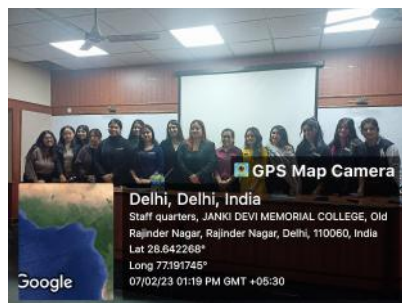 GPS Map Camera
Delhi, Delhi, India
Staff quarters, JANKI DEVI MEMORIAL COLLEGE, Old
Rajinder Nagar, Rajinder Nagar, Delhi, 110060, India
Lat 28.642268°
Long 77.191745°
07/02/23 01:19 PM GMT +05:30
Google